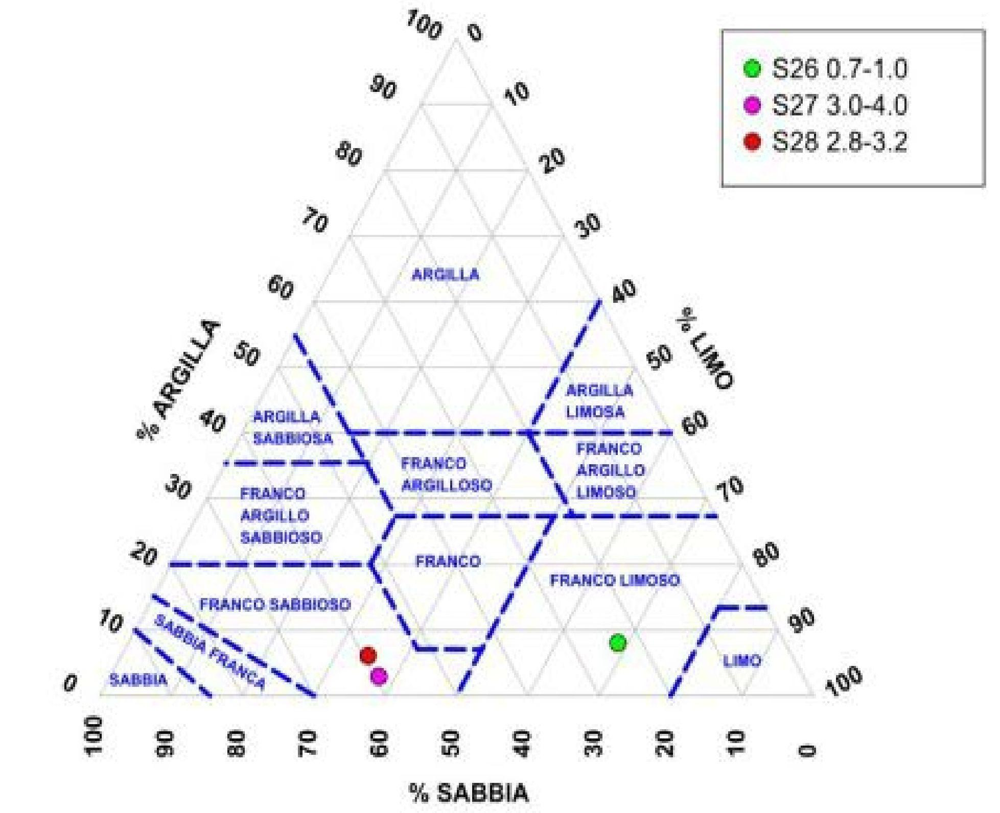 100 0
S26 0.7-1.0
S27 3.0-4.0
S28 2.8-3.2
90 10
80 20
70 30
ARGILLA
60 40
% ARGILLA
% LIMO
50 50
ARGILLA
LIMOSA
ARGILLA
SABBIOSA
40 60
FRANCO
ARGILLOSO
FRANCO
ARGILLO
LIMOSO
30 70
FRANCO
ARGILLO
SABBIOSO
20 80
FRANCO
FRANCO LIMOSO
FRANCO SABBIOSO
10 90
SABBIA FRANCA
LIMO
SABBIA
0 100
100 90 80 70 60 50 40 30 20 10 0
% SABBIA